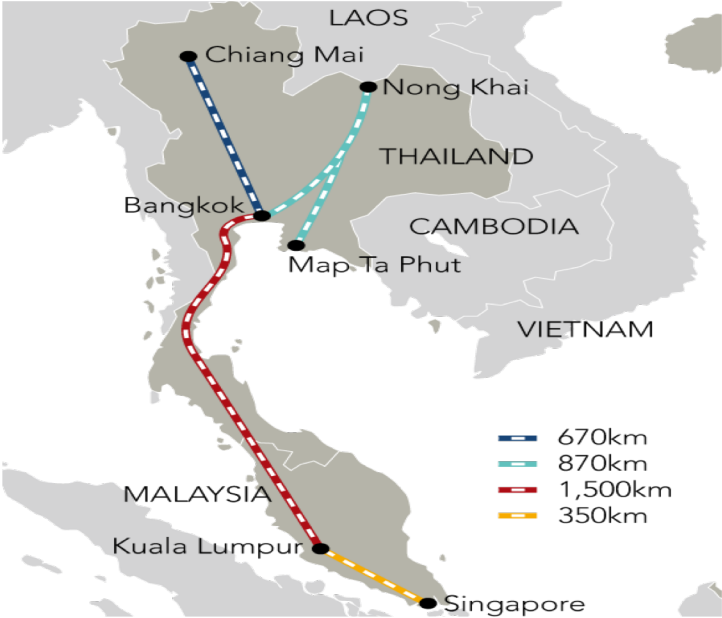 LAOS
Chiang Mai
Nong Khai
THAILAND
Bangkok
CAMBODIA
Map Ta Phut
VIETNAM
670km
870km
1,500km
350km
MALAYSIA
Kuala Lumpur
Singapore